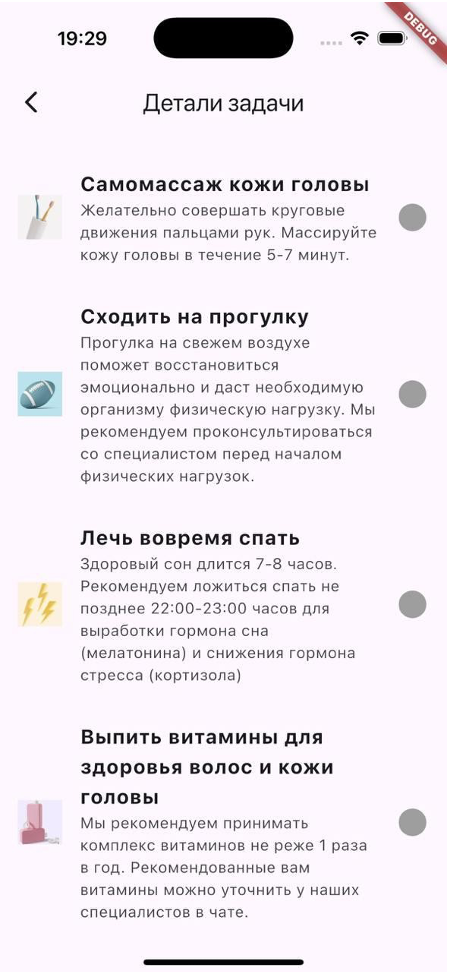 19:29
DEBUG
Детали задачи
Самомассаж кожи головы
Желательно совершать круговые
движения пальцами рук. Массируйте
кожу головы в течение 5-7 минут.
Сходить на прогулку
Прогулка на свежем воздухе
поможет восстановиться
эмоционально и даст необходимую
организму физическую нагрузку. Мы
рекомендуем проконсультироваться
со специалистом перед началом
физических нагрузок.
Лечь вовремя спать
Здоровый сон длится 7-8 часов.
Рекомендуем ложиться спать не
позднее 22:00-23:00 часов для
выработки гормона сна
(мелатонина) и снижения гормона
стресса (кортизола)
Выпить витамины для
здоровья волос и кожи
головы
Мы рекомендуем принимать
комплекс витаминов не реже 1 раза
в год. Рекомендованные вам
витамины можно уточнить у наших
специалистов в чате.